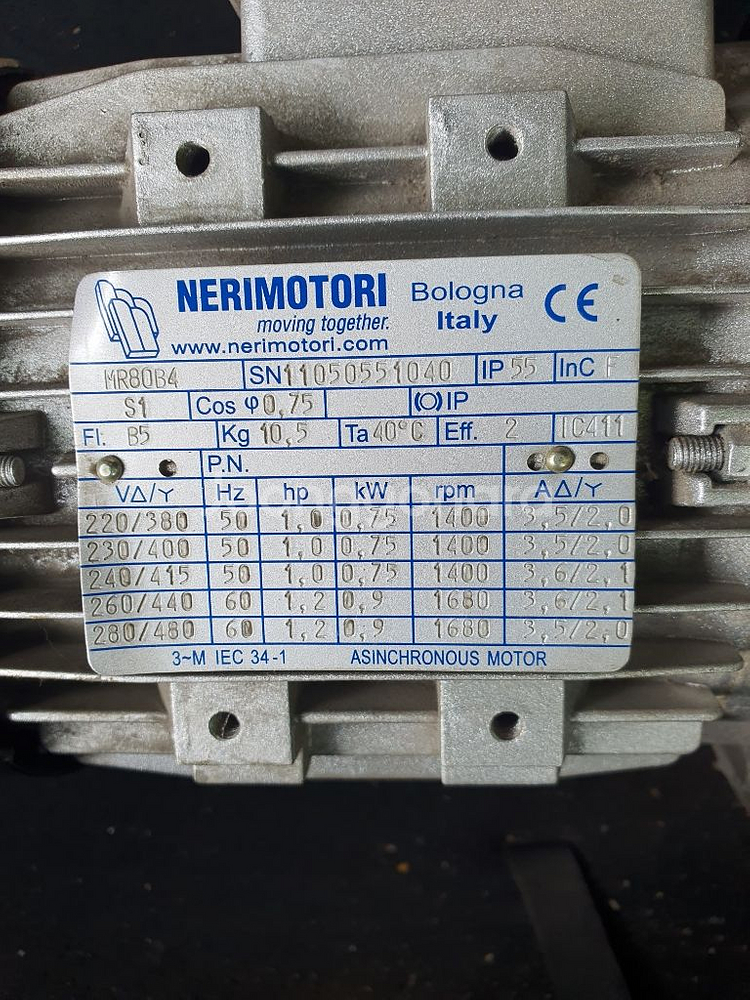 NERIMOTORI Bologna CE
moving together. Italy
www.nerimotori.com
MR80B4 SN11050551040 IP 55 InCl F
S1 Cos φ 0,75 IP
Fl. B5 Kg 10,5 Ta 40°C Eff. 2 IC411
P.N.
V∆/Y Hz hp kW rpm A∆/Y
220/380 50 1,0 0,75 1400 3,5/2,0
230/400 50 1,0 0,75 1400 3,5/2,0
240/415 50 1,0 0,75 1400 3,6/2,1
260/440 60 1,2 0,9 1680 3,6/2,1
280/480 60 1,2 0,9 1680 3,5/2,0
3~M IEC 34-1 ASINCHRONOUS MOTOR